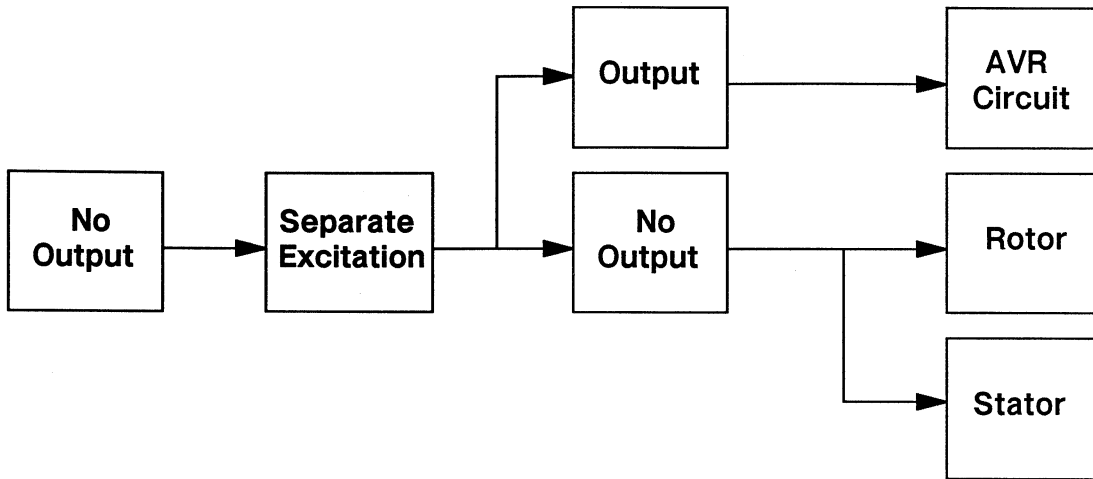 No
Output
Separate
Excitation
Output
AVR
Circuit
No
Output
Rotor
Stator